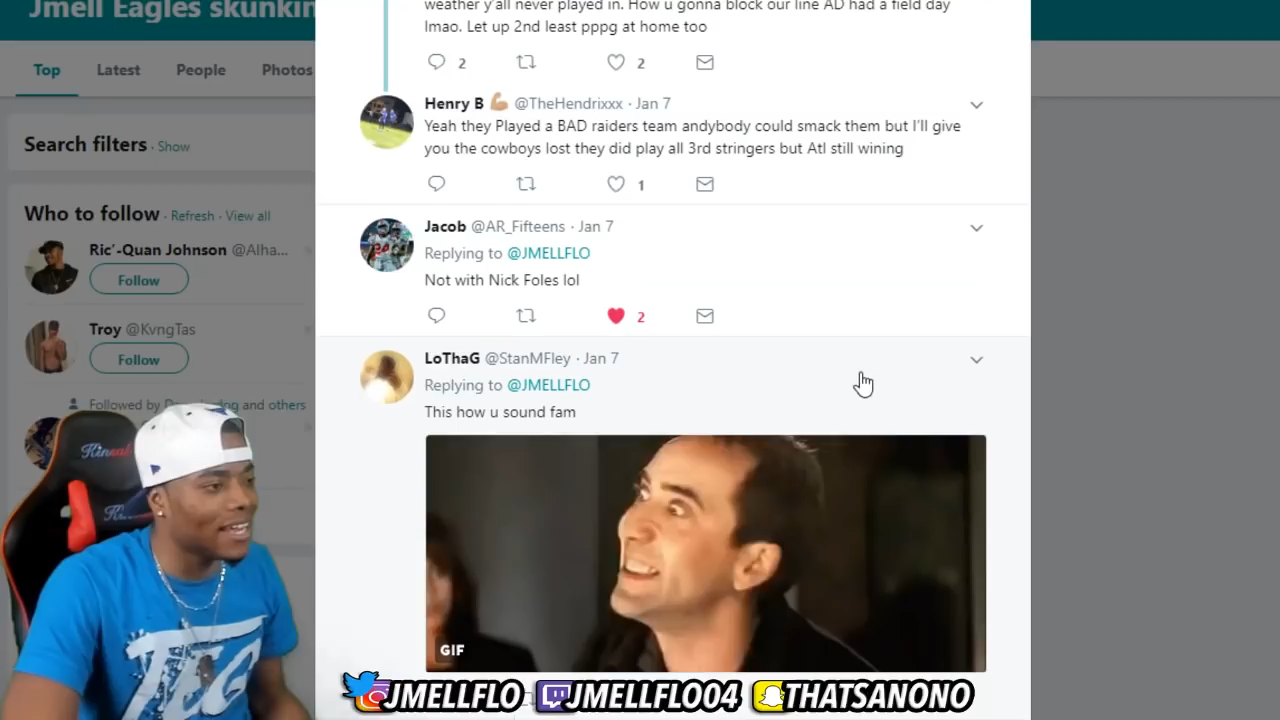 Jmell Eagles skunkin
Top Latest People Photos
Search filters · Show
Who to follow · Refresh · View all
Ric'-Quan Johnson @Alha...
Follow
Troy @KvngTas
Follow
Followed by and others
weather y'all never played in. How u gonna block our line AD had a field day
lmao. Let up 2nd least pppg at home too
2 2
Henry B @TheHendrixxx · Jan 7
Yeah they Played a BAD raiders team andybody could smack them but I'll give
you the cowboys lost they did play all 3rd stringers but Atl still wining
1
Jacob @AR_Fifteens · Jan 7
Replying to @JMELLFLO
Not with Nick Foles lol
2
LoThaG @StanMFley · Jan 7
Replying to @JMELLFLO
This how u sound fam
GIF
JMELLFLO JMELLFLO04 THATSANONO